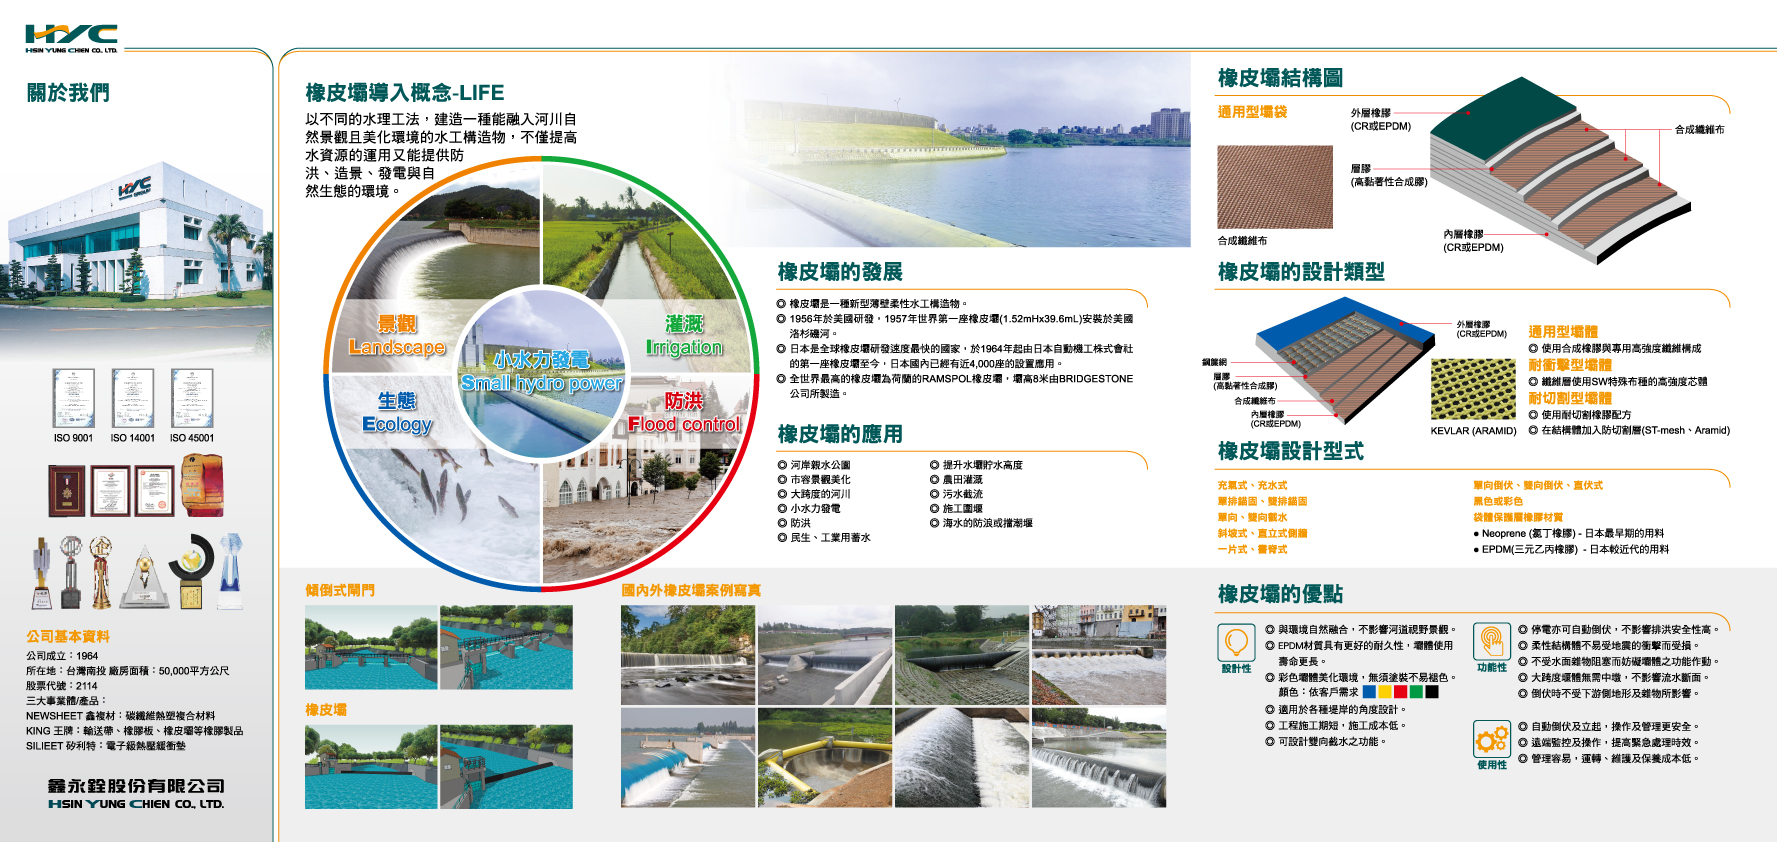 HYC
HSIN YUNG CHIEN CO., LTD.
關於我們
HYC
ISO 9001
ISO 14001
ISO 45001
公司基本資料
公司成立：1964
所在地：台灣南投 廠房面積：50,000平方公尺
股票代號：2114
三大事業體/產品：
NEWSHEET 鑫複材：碳纖維熱塑複合材料
KING 王牌：輸送帶、橡膠板、橡皮壩等橡膠製品
SILIEET 矽利特：電子級熱壓緩衝墊
鑫永銓股份有限公司
HSIN YUNG CHIEN CO., LTD.
橡皮壩導入概念-LIFE
以不同的水理工法，建造一種能融入河川自
然景觀且美化環境的水工構造物，不僅提高
水資源的運用又能提供防
洪、造景、發電與自
然生態的環境。
景觀
Landscape
灌溉
Irrigation
小水力發電
Small hydro power
生態
Ecology
防洪
Flood control
橡皮壩的發展
◎ 橡皮壩是一種新型薄壁柔性水工構造物。
◎ 1956年於美國研發，1957年世界第一座橡皮壩(1.52mHx39.6mL)安裝於美國
洛杉磯河。
◎ 日本是全球橡皮壩研發速度最快的國家，於1964年起由日本自動機工株式會社
的第一座橡皮壩至今，日本國內已經有近4,000座的設置應用。
◎ 全世界最高的橡皮壩為荷蘭的RAMSPOL橡皮壩，壩高8米由BRIDGESTONE
公司所製造。
橡皮壩的應用
◎ 河岸親水公園
◎ 市容景觀美化
◎ 大跨度的河川
◎ 小水力發電
◎ 防洪
◎ 民生、工業用蓄水
◎ 提升水壩貯水高度
◎ 農田灌溉
◎ 污水截流
◎ 施工圍堰
◎ 海水的防浪或擋潮堰
傾倒式閘門
橡皮壩
國內外橡皮壩案例寫真
橡皮壩結構圖
通用型壩袋
合成纖維布
外層橡膠
(CR或EPDM)
層膠
(高黏著性合成膠)
內層橡膠
(CR或EPDM)
合成纖維布
橡皮壩的設計類型
外層橡膠
(CR或EPDM)
鋼簾網
層膠
(高黏著性合成膠)
合成纖維布
內層橡膠
(CR或EPDM)
KEVLAR (ARAMID)
通用型壩體
◎ 使用合成橡膠與專用高強度纖維構成
耐衝擊型壩體
◎ 纖維層使用SW特殊布種的高強度芯體
耐切割型壩體
◎ 使用耐切割橡膠配方
◎ 在結構體加入防切割層(ST-mesh、Aramid)
橡皮壩設計型式
充氣式、充水式
單排錨固、雙排錨固
單向、雙向截水
斜坡式、直立式側牆
一片式、書脊式
單向倒伏、雙向倒伏、直伏式
黑色或彩色
袋體保護層橡膠材質
● Neoprene (氯丁橡膠) - 日本最早期的用料
● EPDM(三元乙丙橡膠) - 日本較近代的用料
橡皮壩的優點
設計性
◎ 與環境自然融合，不影響河道視野景觀。
◎ EPDM材質具有更好的耐久性，壩體使用
壽命更長。
◎ 彩色壩體美化環境，無須塗裝不易褪色。
顏色：依客戶需求
◎ 適用於各種堤岸的角度設計。
◎ 工程施工期短，施工成本低。
◎ 可設計雙向截水之功能。
功能性
◎ 停電亦可自動倒伏，不影響排洪安全性高。
◎ 柔性結構體不易受地震的衝擊而受損。
◎ 不受水面雜物阻塞而妨礙壩體之功能作動。
◎ 大跨度堰體無需中墩，不影響流水斷面。
◎ 倒伏時不受下游側地形及雜物所影響。
使用性
◎ 自動倒伏及立起，操作及管理更安全。
◎ 遠端監控及操作，提高緊急處理時效。
◎ 管理容易，運轉、維護及保養成本低。